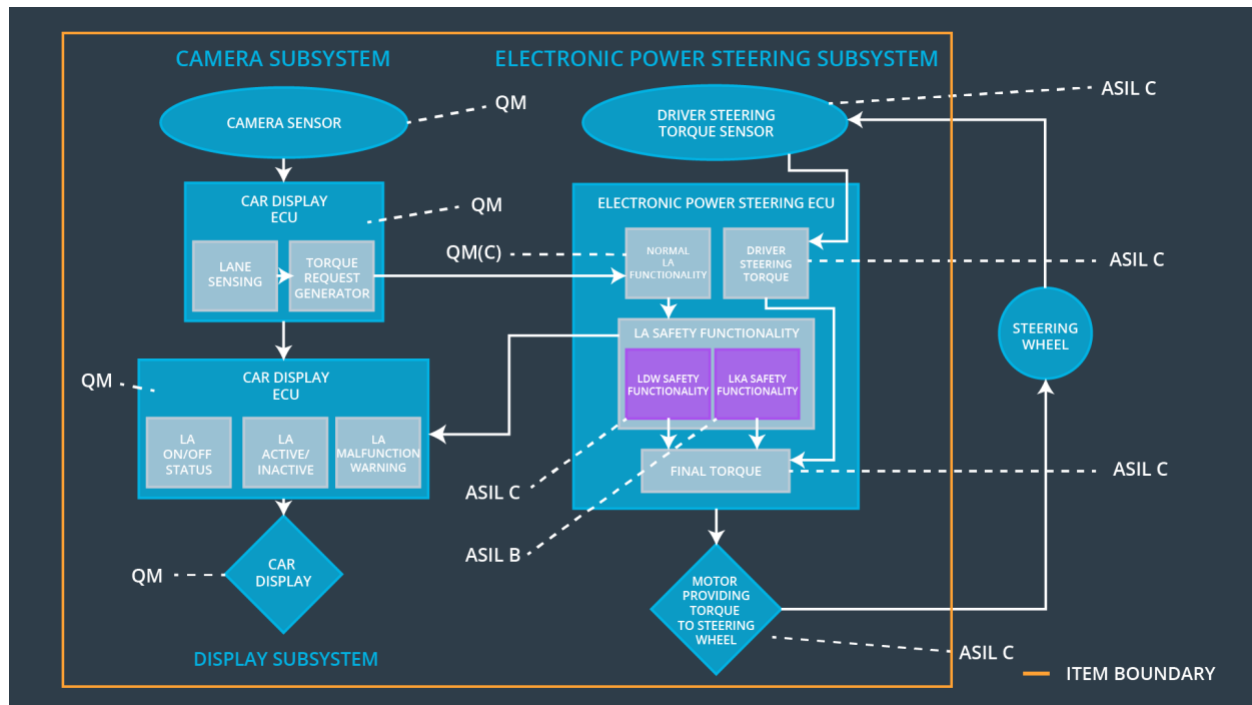 CAMERA SUBSYSTEM
ELECTRONIC POWER STEERING SUBSYSTEM
CAMERA SENSOR
QM
DRIVER STEERING
TORQUE SENSOR
ASIL C
CAR DISPLAY
ECU
QM
LANE
SENSING
TORQUE
REQUEST
GENERATOR
ELECTRONIC POWER STEERING ECU
QM(C)
NORMAL
LA
FUNCTIONALITY
DRIVER
STEERING
TORQUE
ASIL C
LA SAFETY FUNCTIONALITY
LDW SAFETY
FUNCTIONALITY
LKA SAFETY
FUNCTIONALITY
STEERING
WHEEL
CAR DISPLAY
ECU
QM
LA
ON/OFF
STATUS
LA
ACTIVE/
INACTIVE
LA
MALFUNCTION
WARNING
FINAL TORQUE
ASIL C
ASIL C
ASIL B
QM
CAR
DISPLAY
MOTOR
PROVIDING
TORQUE
TO STEERING
WHEEL
ASIL C
DISPLAY SUBSYSTEM
ITEM BOUNDARY